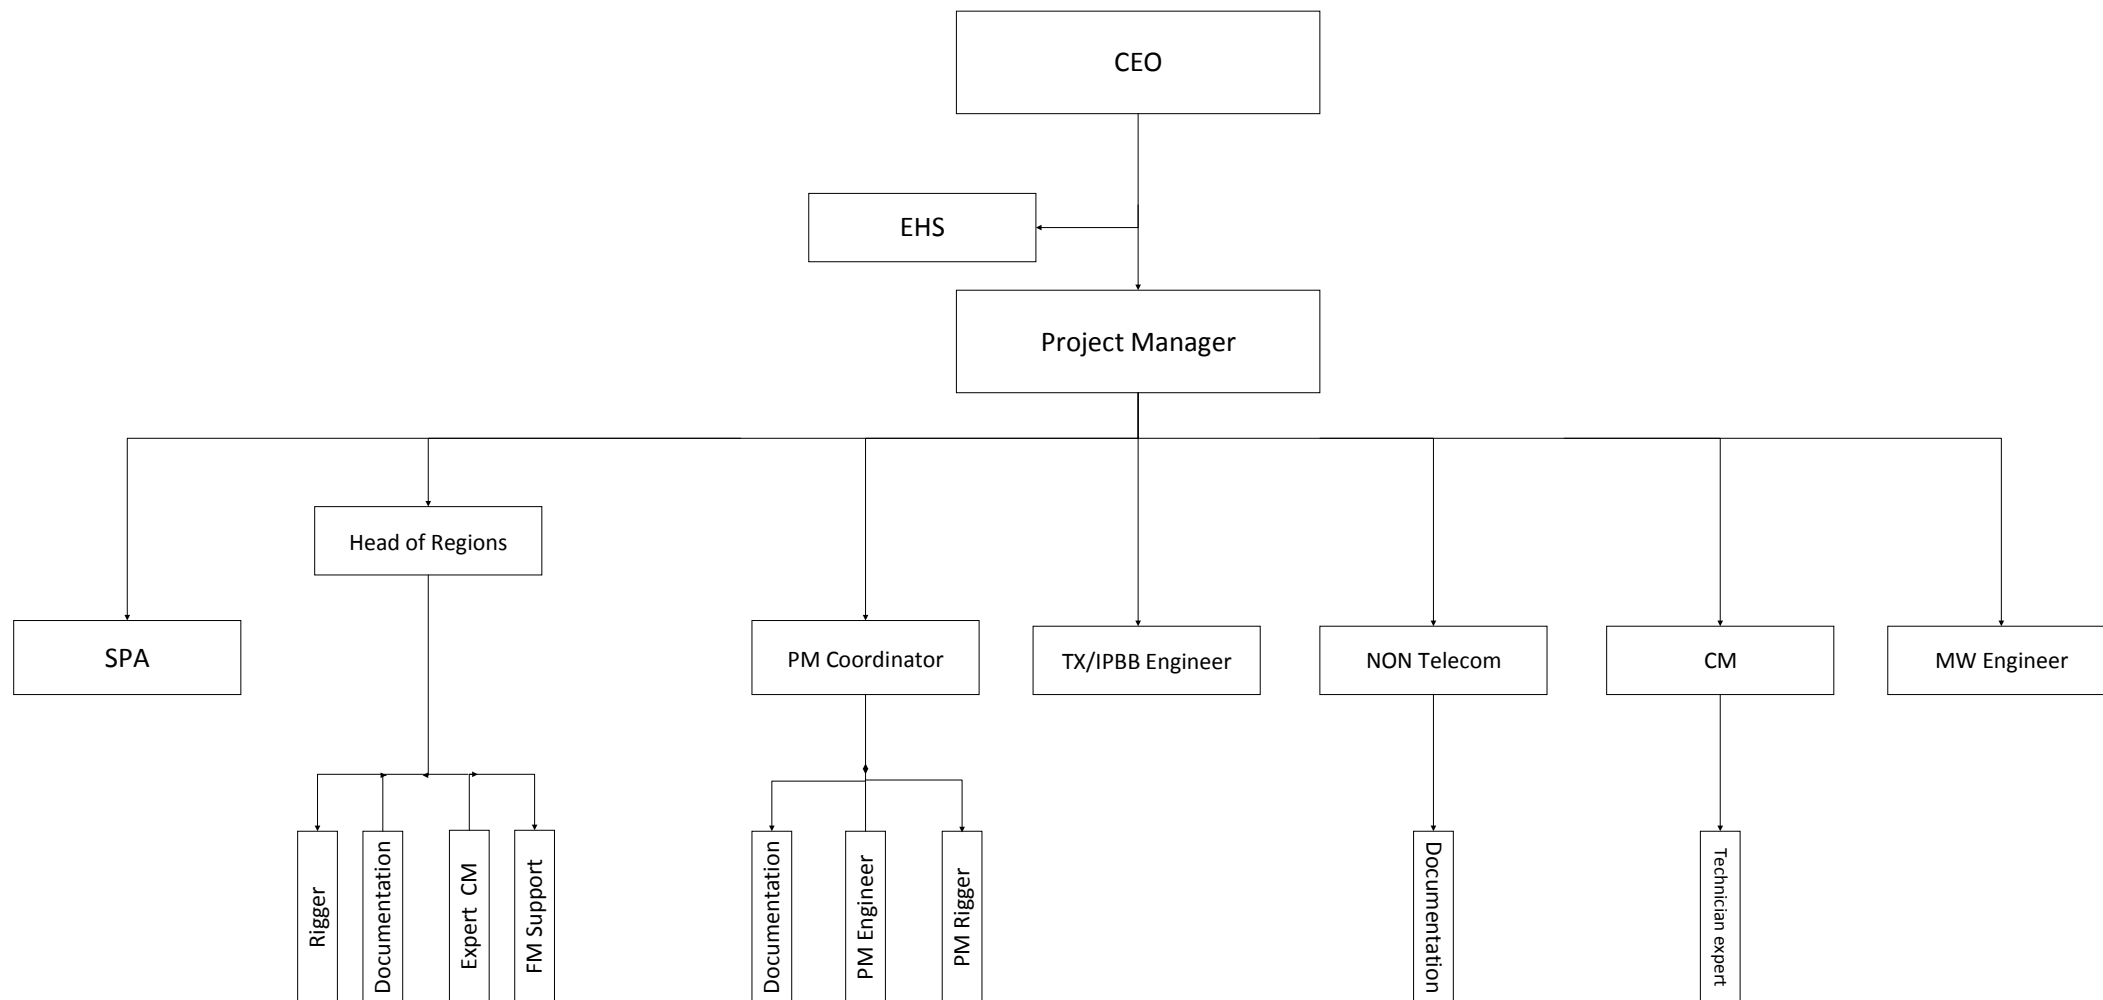 CEO
EHS
Project Manager
Head of Regions
SPA
PM Coordinator
TX/IPBB Engineer
NON Telecom
CM
MW Engineer
Rigger
Documentation
Expert CM
FM Support
Documentation
PM Engineer
PM Rigger
Documentation
Technician expert